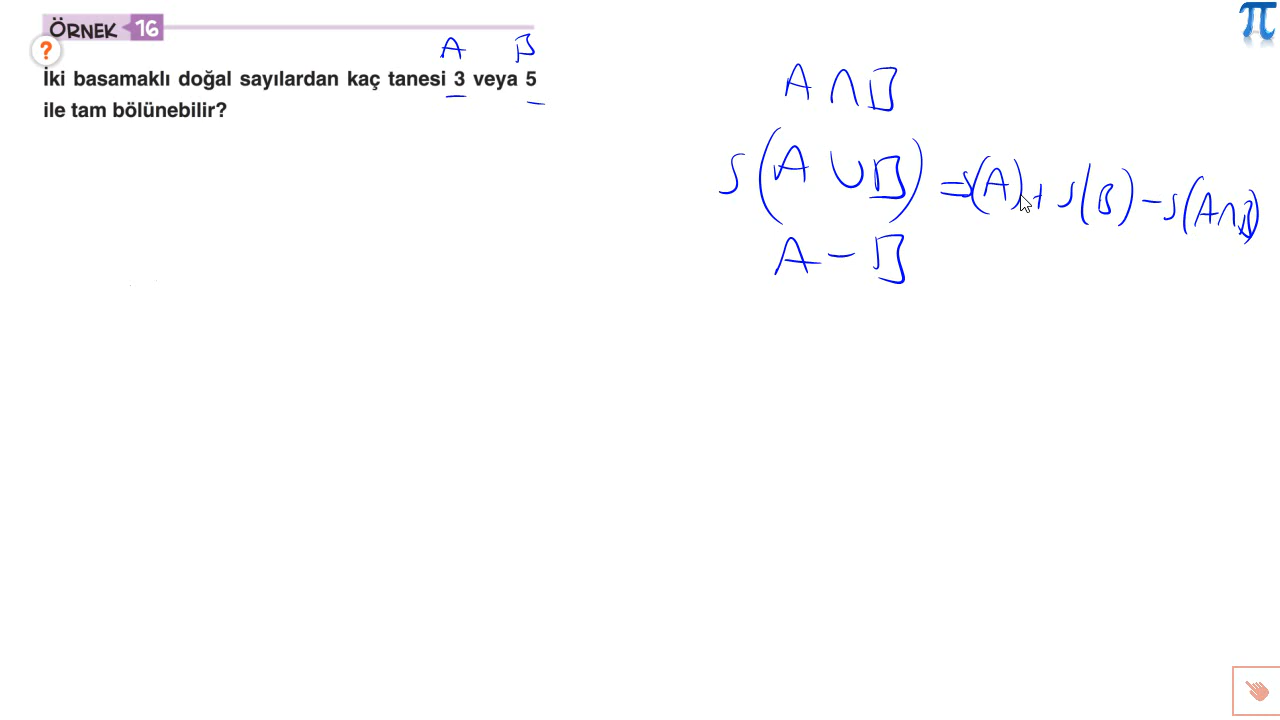 ÖRNEK 16
?
A B
İki basamaklı doğal sayılardan kaç tanesi 3 veya 5
ile tam bölünebilir?
A ∩ B
s(A ∪ B) = s(A) + s(B) - s(A∩B)
A - B
π